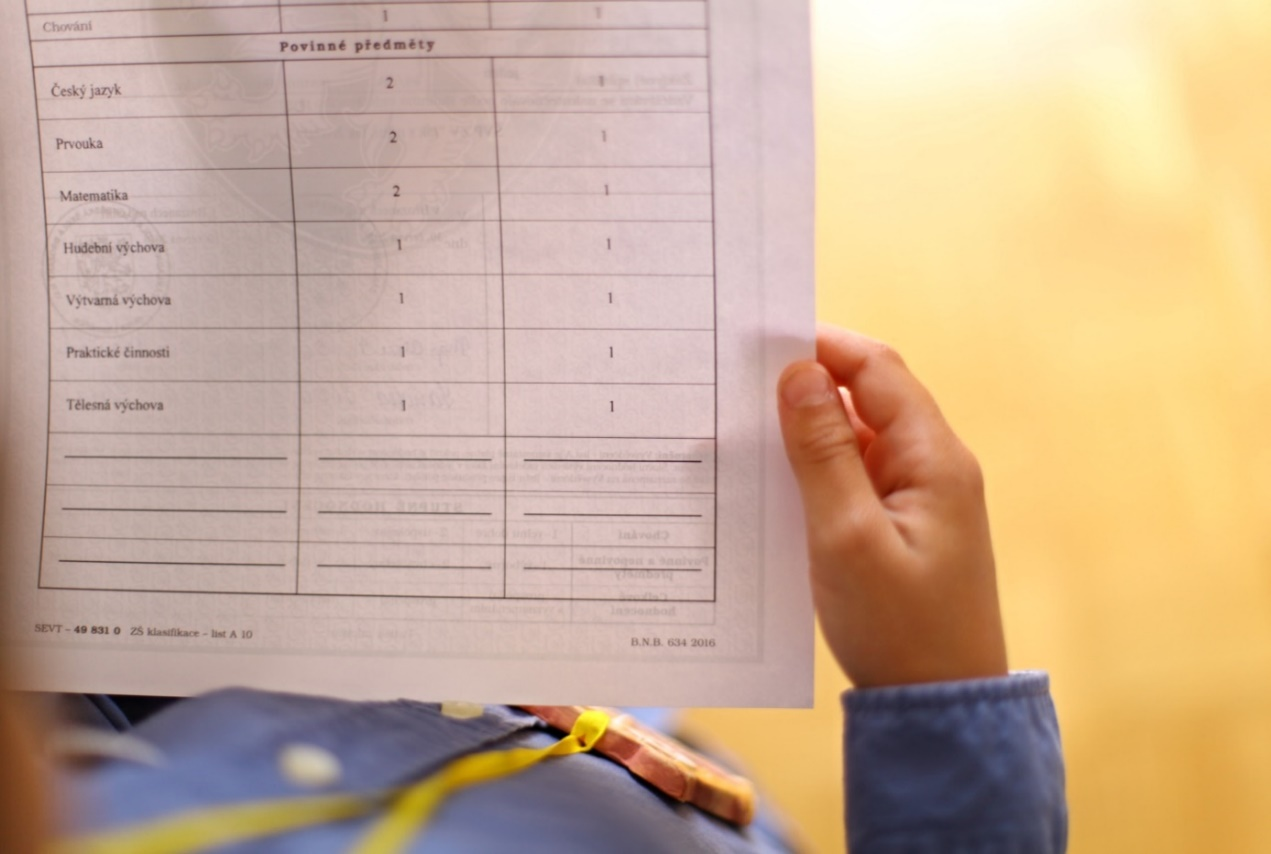 Chování 1 1
Povinné předměty
Český jazyk 2 1
Prvouka 2 1
Matematika 2 1
Hudební výchova 1 1
Výtvarná výchova 1 1
Praktické činnosti 1 1
Tělesná výchova 1 1
SEVT – 49 831 0 ZŠ klasifikace – list A 10 B.N.B. 634 2016